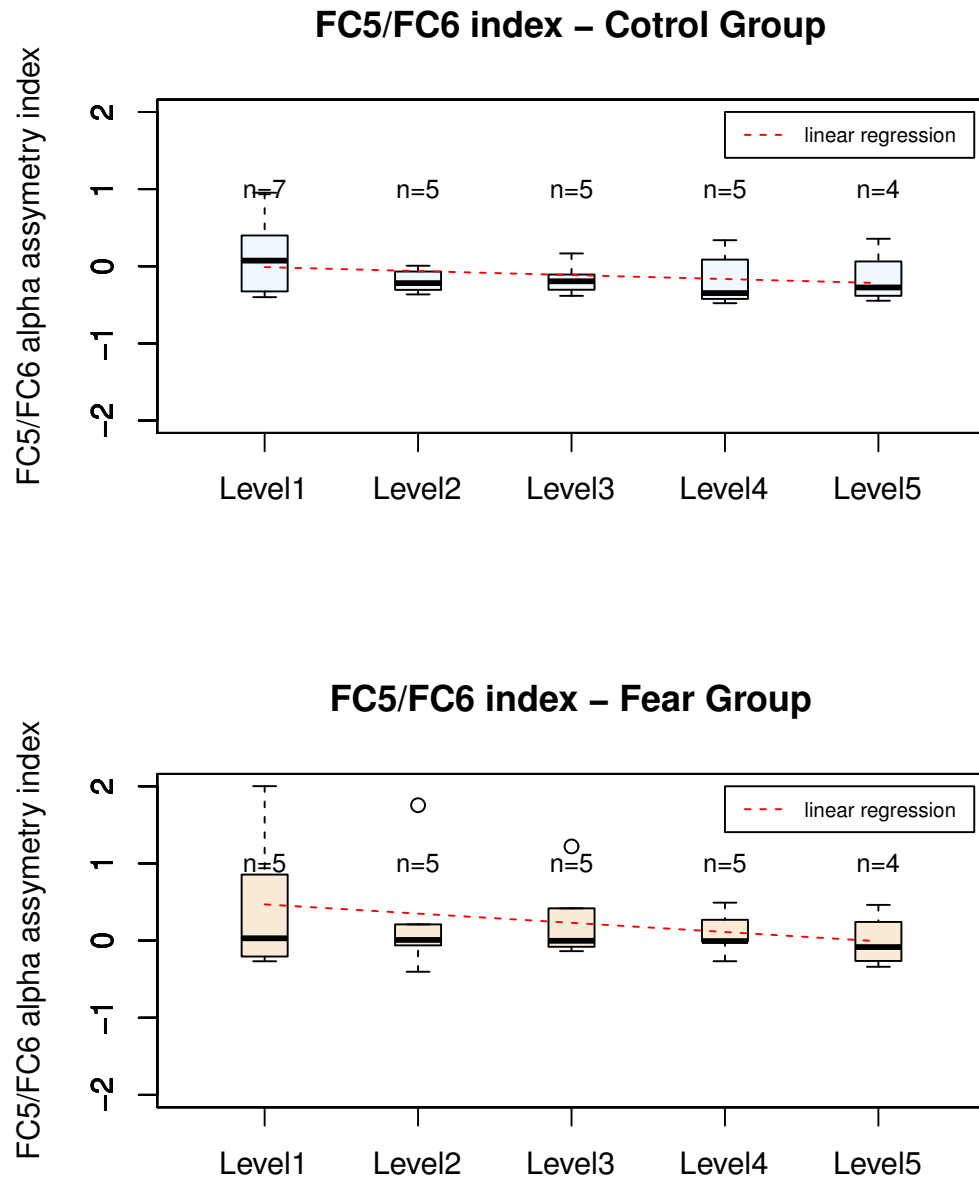 FC5/FC6 index − Cotrol Group
FC5/FC6 alpha assymetry index
2
1
0
−1
−2
linear regression
n=7 n=5 n=5 n=5 n=4
Level1 Level2 Level3 Level4 Level5
FC5/FC6 index − Fear Group
FC5/FC6 alpha assymetry index
2
1
0
−1
−2
linear regression
n=5 n=5 n=5 n=5 n=4
Level1 Level2 Level3 Level4 Level5